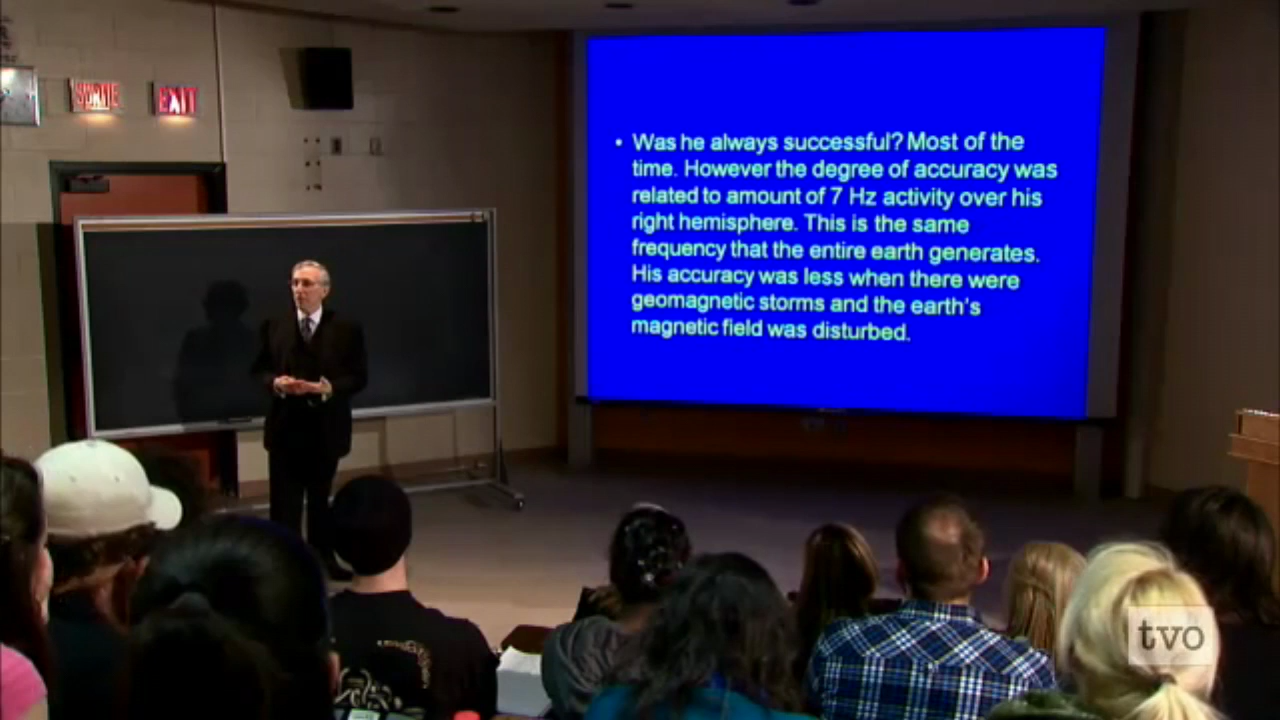 SORTIE
EXIT
• Was he always successful? Most of the
time. However the degree of accuracy was
related to amount of 7 Hz activity over his
right hemisphere. This is the same
frequency that the entire earth generates.
His accuracy was less when there were
geomagnetic storms and the earth's
magnetic field was disturbed.
tvo